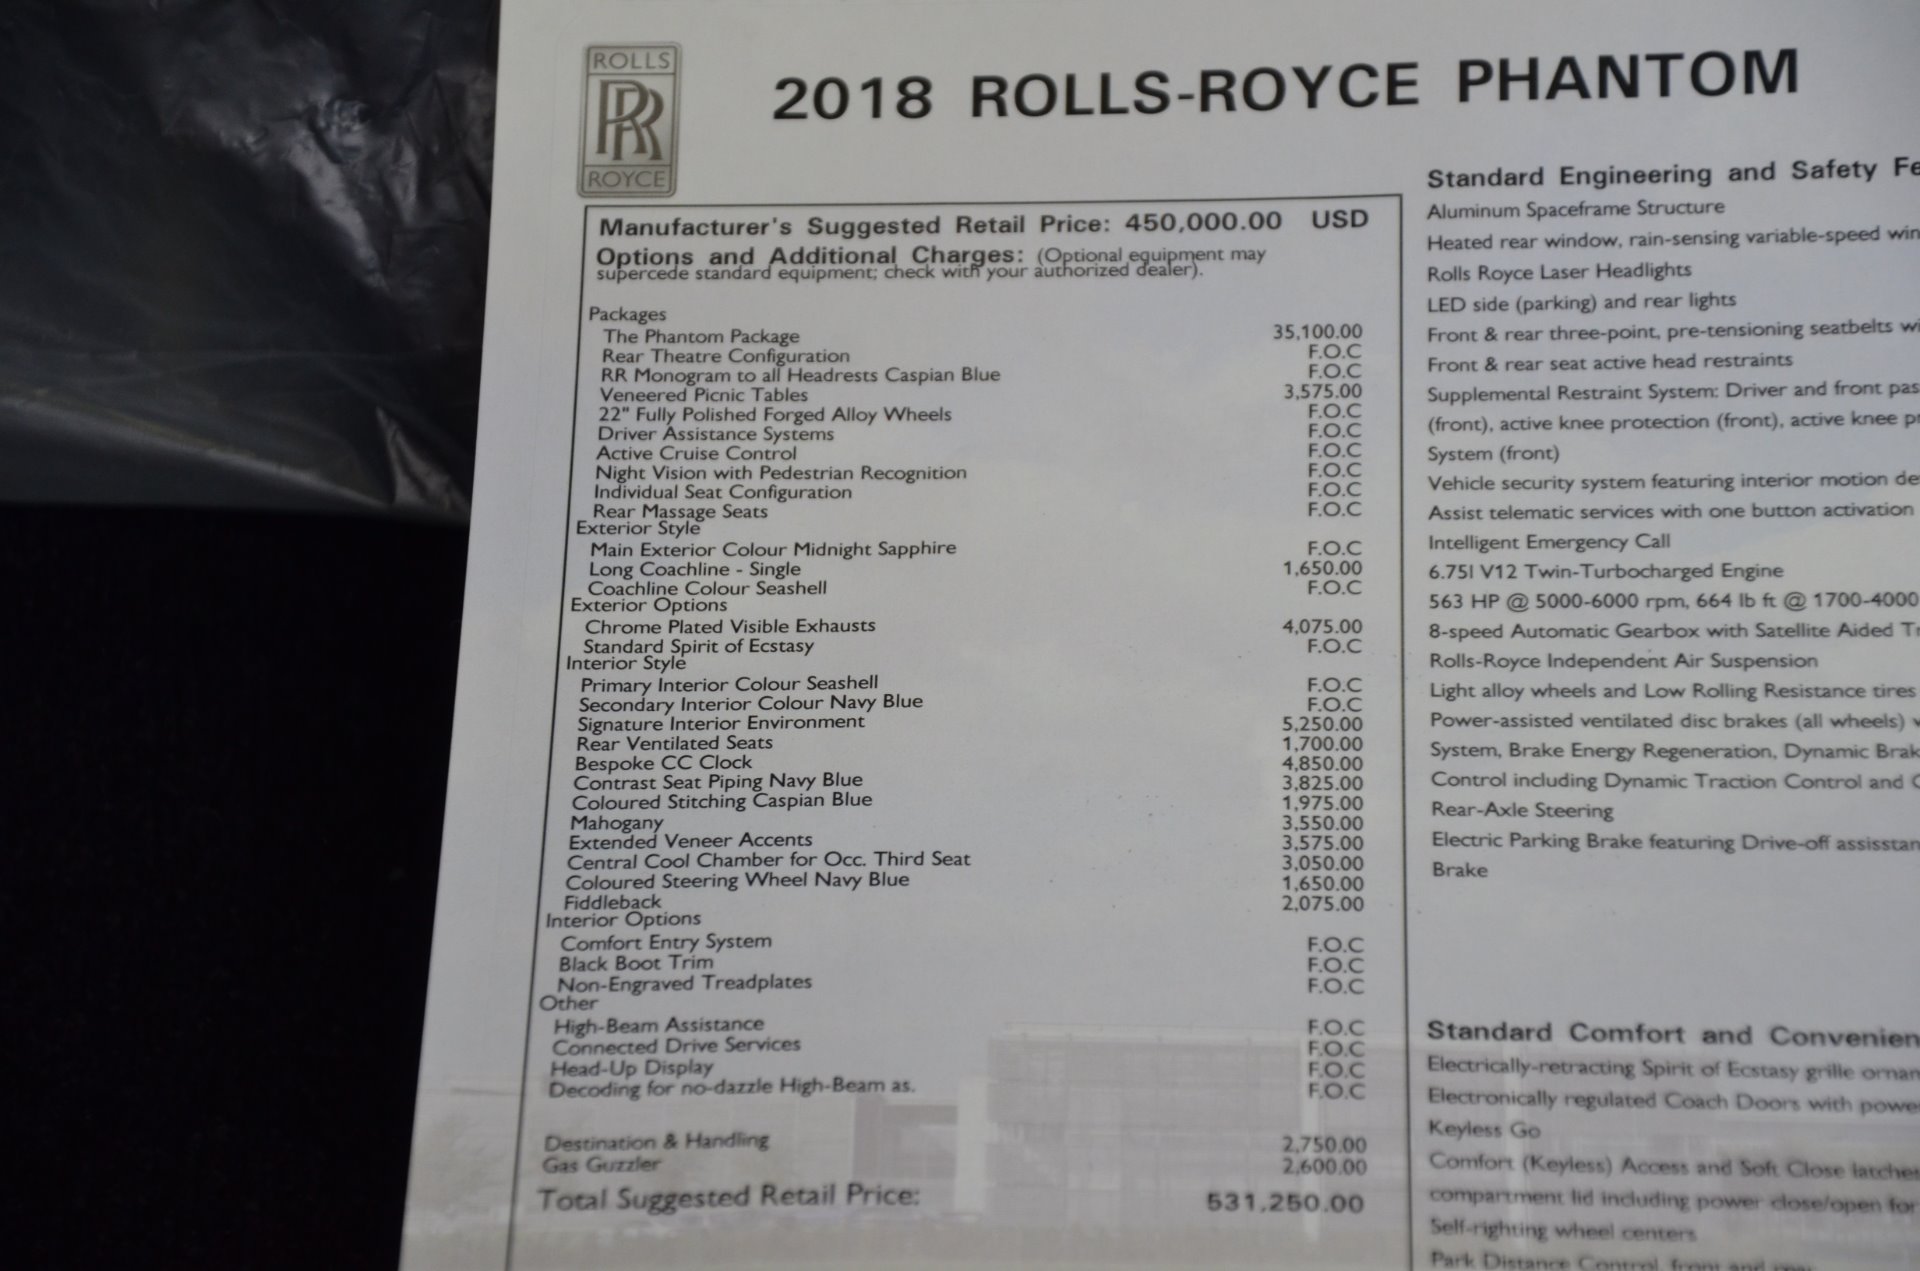 ROLLS
RR
ROYCE
2018 ROLLS-ROYCE PHANTOM
Manufacturer's Suggested Retail Price: 450,000.00 USD
Options and Additional Charges: (Optional equipment may
supercede standard equipment; check with your authorized dealer).
Packages
The Phantom Package 35,100.00
Rear Theatre Configuration F.O.C
RR Monogram to all Headrests Caspian Blue F.O.C
Veneered Picnic Tables 3,575.00
22" Fully Polished Forged Alloy Wheels F.O.C
Driver Assistance Systems F.O.C
Active Cruise Control F.O.C
Night Vision with Pedestrian Recognition F.O.C
Individual Seat Configuration F.O.C
Rear Massage Seats F.O.C
Exterior Style
Main Exterior Colour Midnight Sapphire F.O.C
Long Coachline - Single 1,650.00
Coachline Colour Seashell F.O.C
Exterior Options
Chrome Plated Visible Exhausts 4,075.00
Standard Spirit of Ecstasy F.O.C
Interior Style
Primary Interior Colour Seashell F.O.C
Secondary Interior Colour Navy Blue F.O.C
Signature Interior Environment 5,250.00
Rear Ventilated Seats 1,700.00
Bespoke CC Clock 4,850.00
Contrast Seat Piping Navy Blue 3,825.00
Coloured Stitching Caspian Blue 1,975.00
Mahogany 3,550.00
Extended Veneer Accents 3,575.00
Central Cool Chamber for Occ. Third Seat 3,050.00
Coloured Steering Wheel Navy Blue 1,650.00
Fiddleback 2,075.00
Interior Options
Comfort Entry System F.O.C
Black Boot Trim F.O.C
Non-Engraved Treadplates F.O.C
Other
High-Beam Assistance F.O.C
Connected Drive Services F.O.C
Head-Up Display F.O.C
Decoding for no-dazzle High-Beam as. F.O.C
Destination & Handling 2,750.00
Gas Guzzler 2,600.00
Total Suggested Retail Price: 531,250.00
Standard Engineering and Safety Fe
Aluminum Spaceframe Structure
Heated rear window, rain-sensing variable-speed win
Rolls Royce Laser Headlights
LED side (parking) and rear lights
Front & rear three-point, pre-tensioning seatbelts wi
Front & rear seat active head restraints
Supplemental Restraint System: Driver and front pas
(front), active knee protection (front), active knee p
System (front)
Vehicle security system featuring interior motion de
Assist telematic services with one button activation
Intelligent Emergency Call
6.75l V12 Twin-Turbocharged Engine
563 HP @ 5000-6000 rpm, 664 lb ft @ 1700-4000
8-speed Automatic Gearbox with Satellite Aided T
Rolls-Royce Independent Air Suspension
Light alloy wheels and Low Rolling Resistance tires
Power-assisted ventilated disc brakes (all wheels)
System, Brake Energy Regeneration, Dynamic Brak
Control including Dynamic Traction Control and
Rear-Axle Steering
Electric Parking Brake featuring Drive-off assisstan
Brake
Standard Comfort and Convenien
Electrically-retracting Spirit of Ecstasy grille ornam
Electronically regulated Coach Doors with powe
Keyless Go
Comfort (Keyless) Access and Soft Close latche
compartment lid including power close/open for
Self-righting wheel centers
Park Distance Control, front and rear